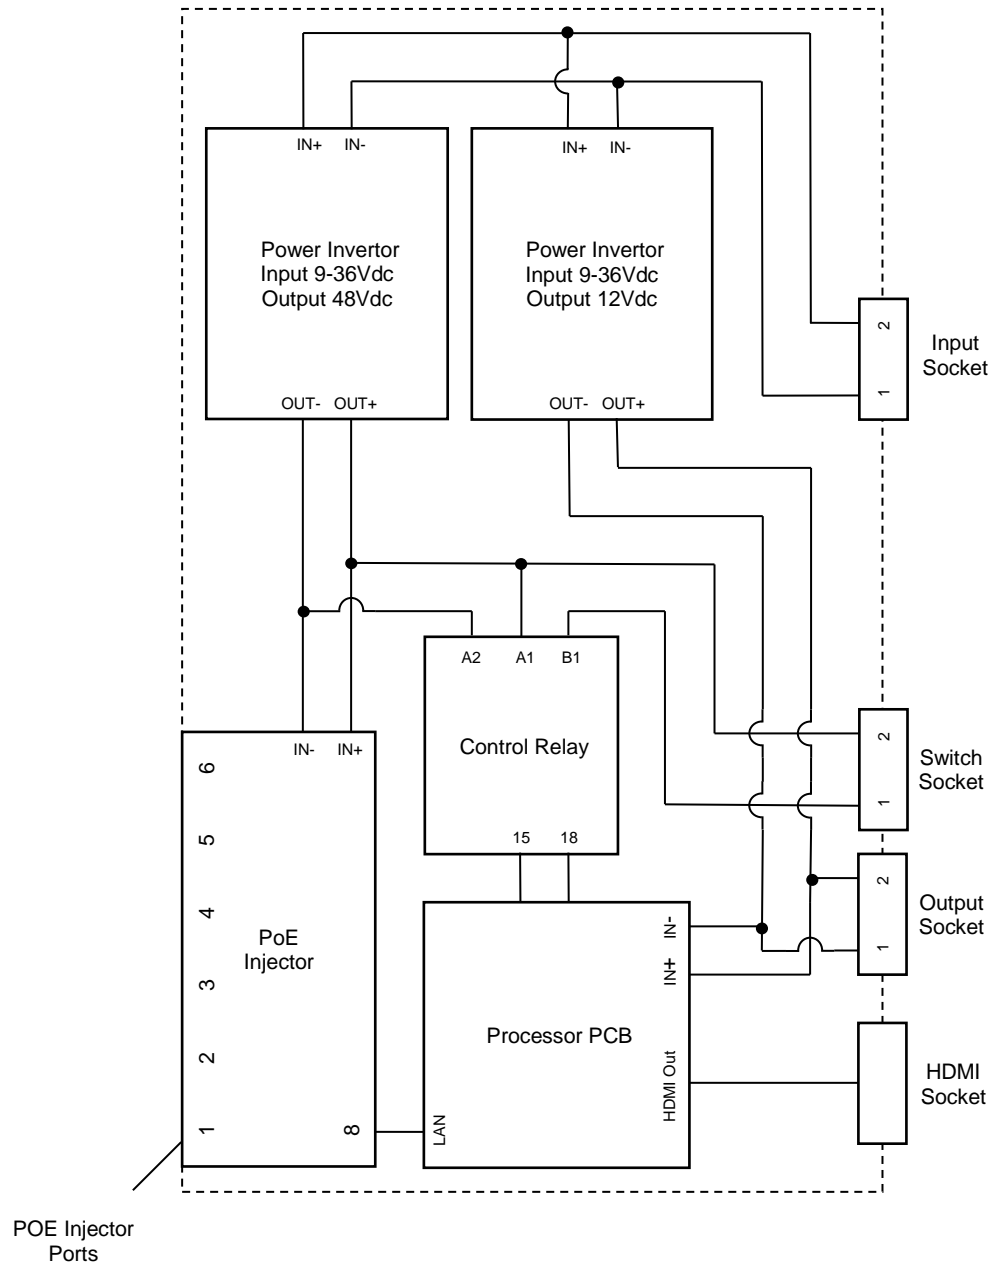 IN+ IN-
IN+ IN-
Power Invertor
Input 9-36Vdc
Output 48Vdc
Power Invertor
Input 9-36Vdc
Output 12Vdc
OUT- OUT+
OUT- OUT+
2
1
Input
Socket
A2 A1 B1
Control Relay
15 18
2
1
Switch
Socket
IN- IN+
6
5
4
3
2
1
8
PoE
Injector
2
1
Output
Socket
IN-
IN+
Processor PCB
HDMI Out
LAN
HDMI
Socket
POE Injector
Ports